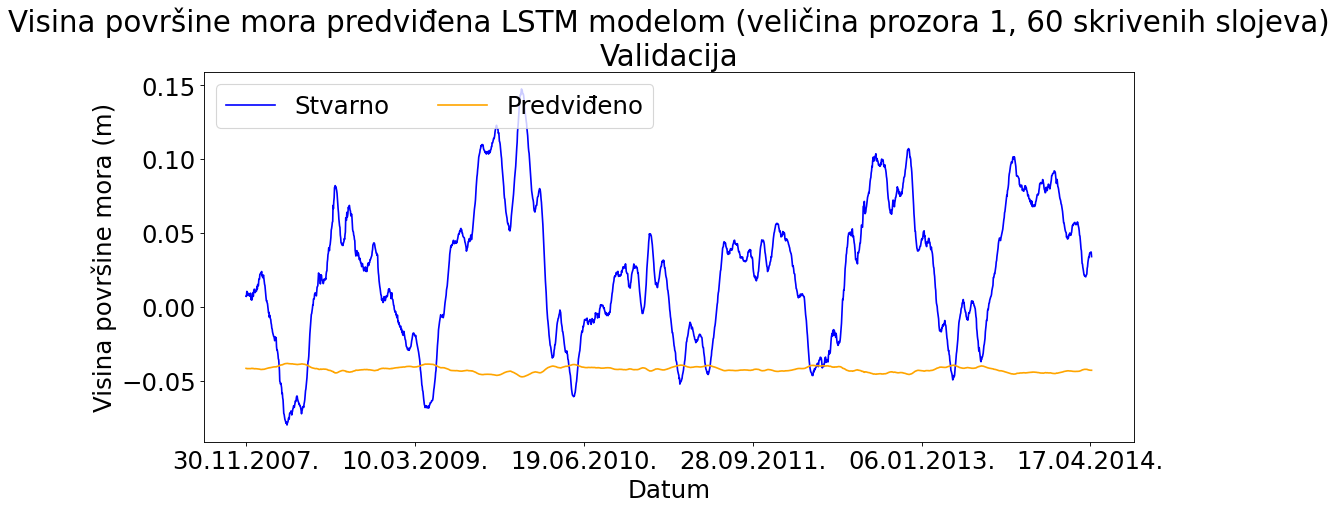 Visina površine mora predviđena LSTM modelom (veličina prozora 1, 60 skrivenih slojeva)
Validacija
Stvarno Predviđeno
Visina površine mora (m)
0.15
0.10
0.05
0.00
−0.05
30.11.2007. 10.03.2009. 19.06.2010. 28.09.2011. 06.01.2013. 17.04.2014.
Datum